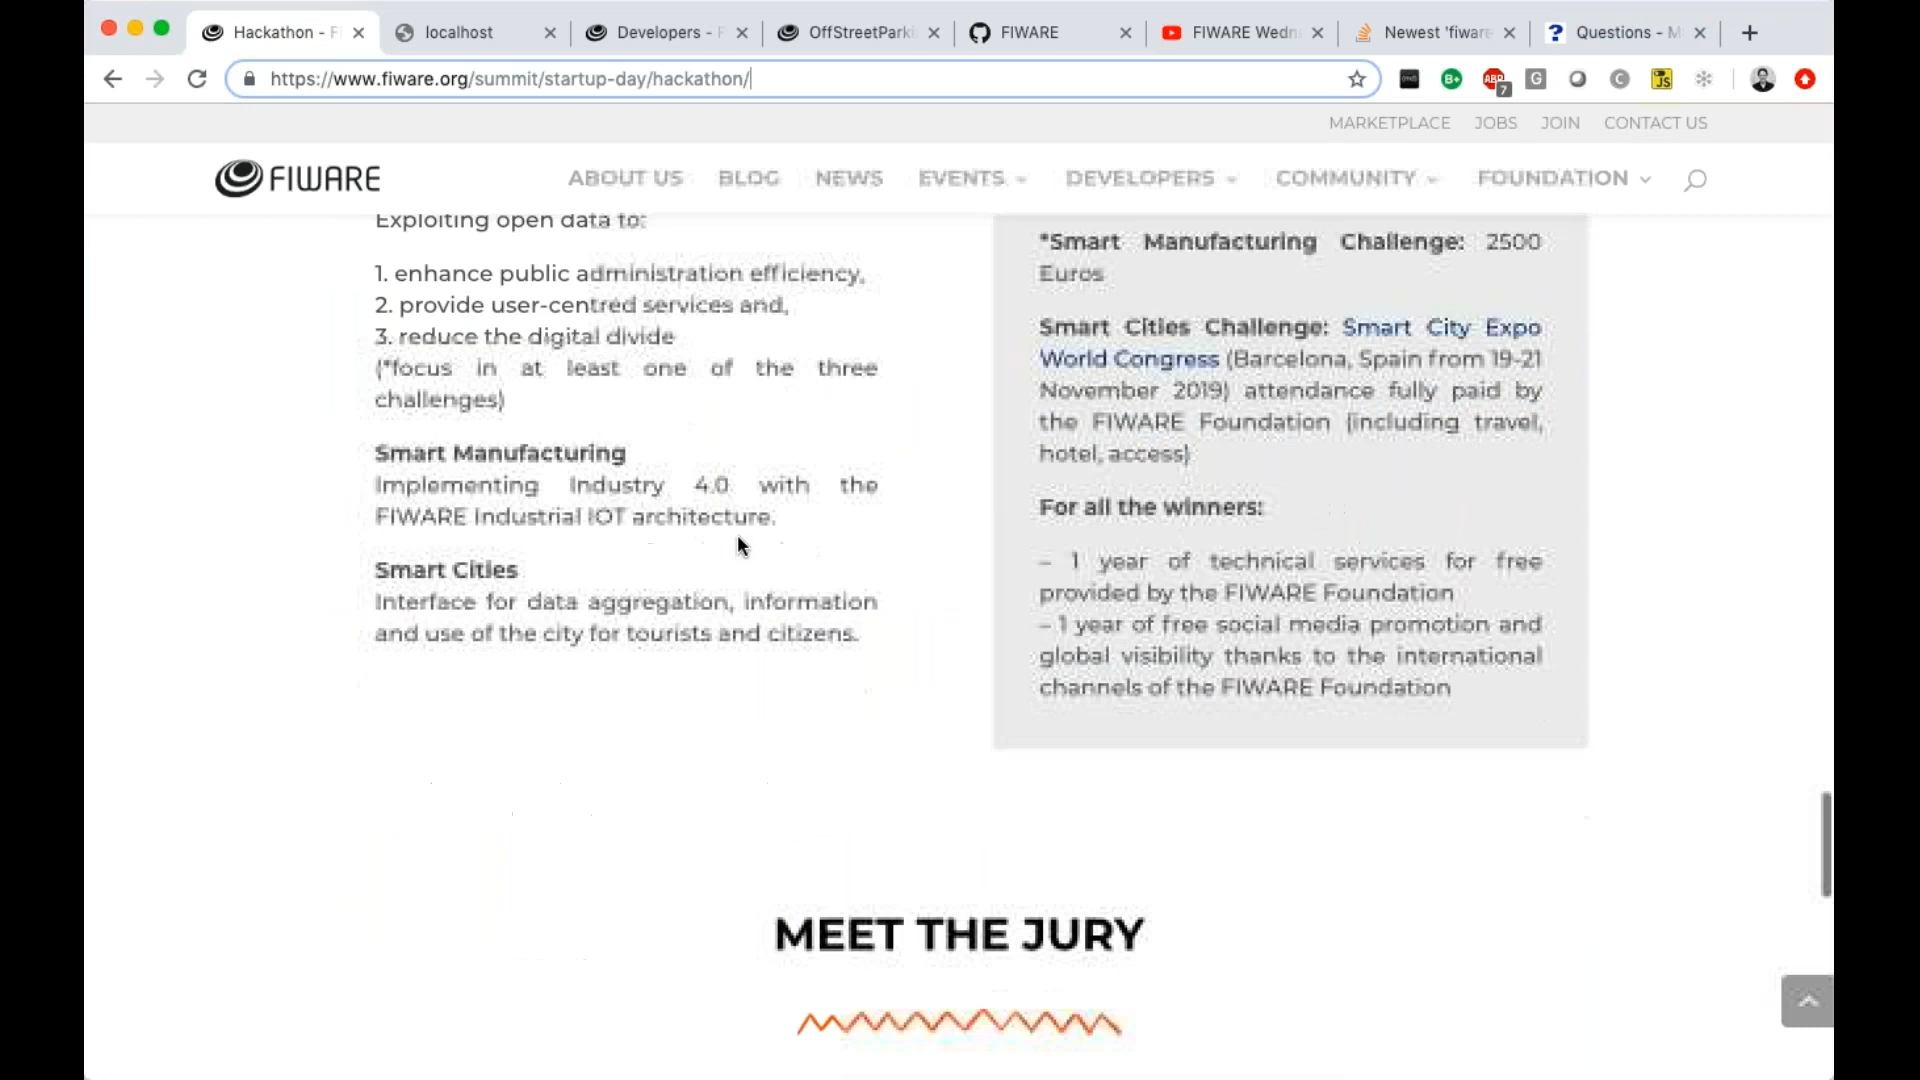 Hackathon - F
localhost
Developers - F
OffStreetParki
FIWARE
FIWARE Wedn
Newest 'fiware
Questions - M
https://www.fiware.org/summit/startup-day/hackathon/
MARKETPLACE JOBS JOIN CONTACT US
FIWARE
ABOUT US BLOG NEWS EVENTS DEVELOPERS COMMUNITY FOUNDATION
Exploiting open data to:
1. enhance public administration efficiency,
2. provide user-centred services and,
3. reduce the digital divide
(*focus in at least one of the three
challenges)
Smart Manufacturing
Implementing Industry 4.0 with the
FIWARE Industrial IOT architecture.
Smart Cities
Interface for data aggregation, information
and use of the city for tourists and citizens.
*Smart Manufacturing Challenge: 2500
Euros
Smart Cities Challenge: Smart City Expo
World Congress (Barcelona, Spain from 19-21
November 2019) attendance fully paid by
the FIWARE Foundation (including travel,
hotel, access)
For all the winners:
– 1 year of technical services for free
provided by the FIWARE Foundation
– 1 year of free social media promotion and
global visibility thanks to the international
channels of the FIWARE Foundation
MEET THE JURY